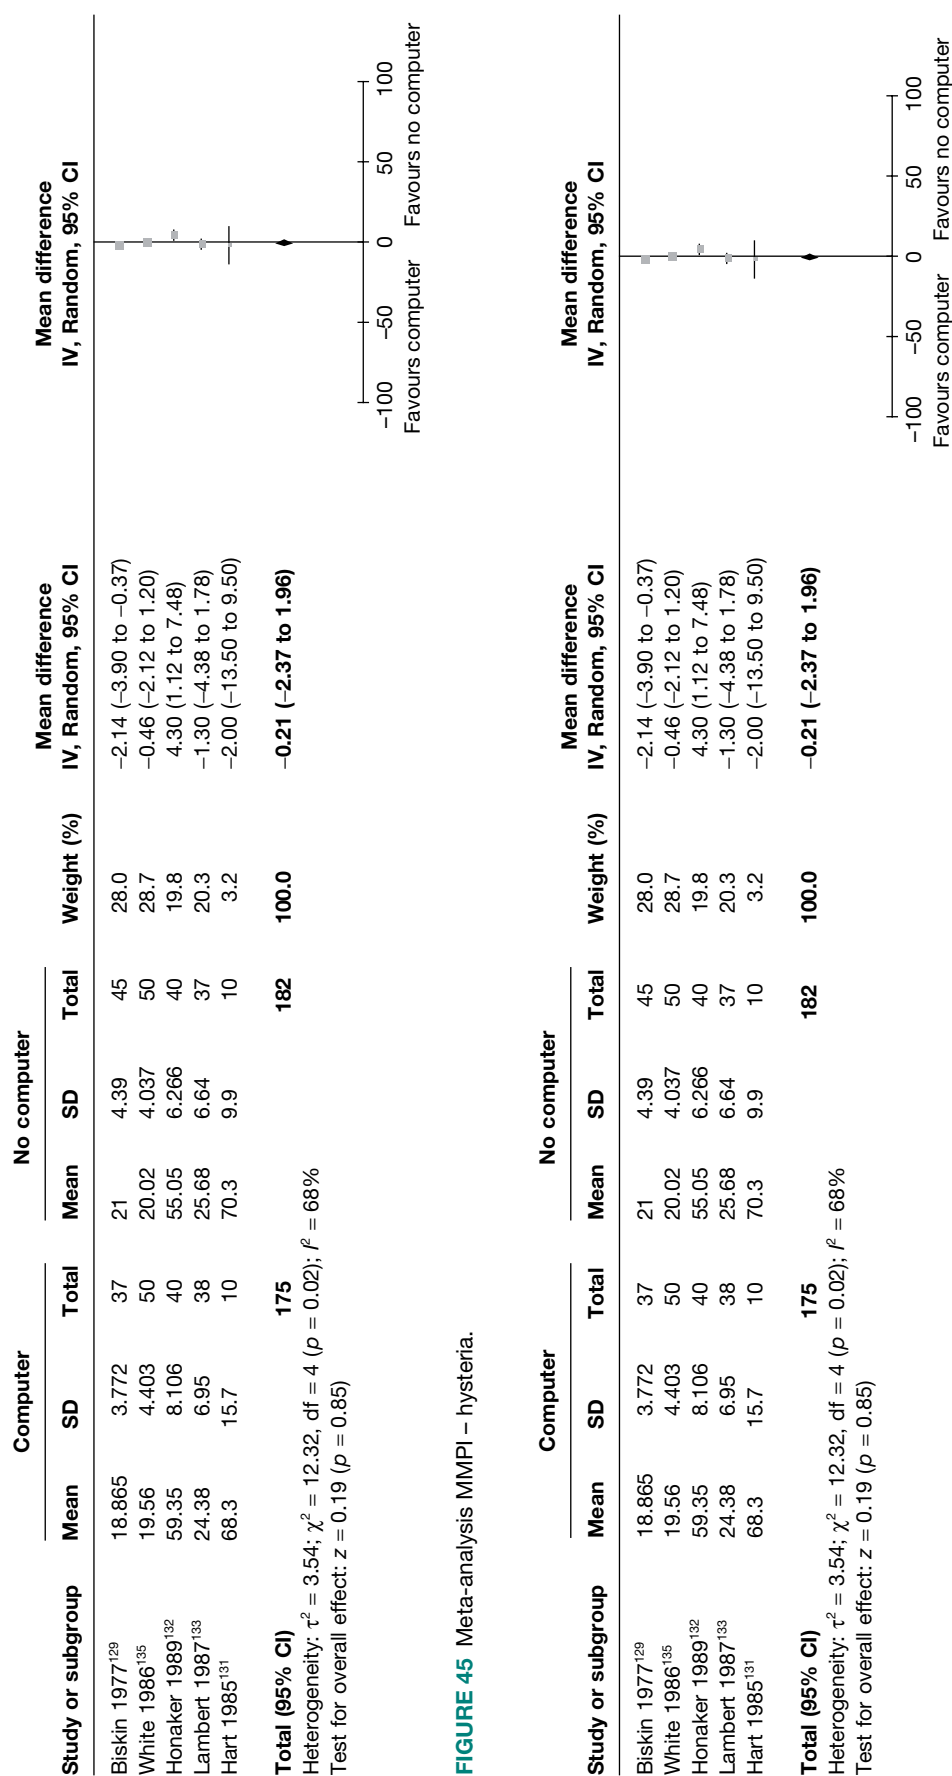 Computer No computer Mean difference Mean difference
Study or subgroup Mean SD Total Mean SD Total Weight (%) IV, Random, 95% CI IV, Random, 95% CI
Biskin 1977¹²⁹ 18.865 3.772 37 21 4.39 45 28.0 −2.14 (−3.90 to −0.37)
White 1986¹³⁵ 19.56 4.403 50 20.02 4.037 50 28.7 −0.46 (−2.12 to 1.20)
Honaker 1989¹³² 59.35 8.106 40 55.05 6.266 40 19.8 4.30 (1.12 to 7.48)
Lambert 1987¹³³ 24.38 6.95 38 25.68 6.64 37 20.3 −1.30 (−4.38 to 1.78)
Hart 1985¹³¹ 68.3 15.7 10 70.3 9.9 10 3.2 −2.00 (−13.50 to 9.50)
Total (95% CI) 175 182 100.0 −0.21 (−2.37 to 1.96)
Heterogeneity: τ² = 3.54; χ² = 12.32, df = 4 (p = 0.02); I² = 68%
Test for overall effect: z = 0.19 (p = 0.85)
−100 −50 0 50 100
Favours computer Favours no computer
FIGURE 45 Meta-analysis MMPI – hysteria.
Computer No computer Mean difference Mean difference
Study or subgroup Mean SD Total Mean SD Total Weight (%) IV, Random, 95% CI IV, Random, 95% CI
Biskin 1977¹²⁹ 18.865 3.772 37 21 4.39 45 28.0 −2.14 (−3.90 to −0.37)
White 1986¹³⁵ 19.56 4.403 50 20.02 4.037 50 28.7 −0.46 (−2.12 to 1.20)
Honaker 1989¹³² 59.35 8.106 40 55.05 6.266 40 19.8 4.30 (1.12 to 7.48)
Lambert 1987¹³³ 24.38 6.95 38 25.68 6.64 37 20.3 −1.30 (−4.38 to 1.78)
Hart 1985¹³¹ 68.3 15.7 10 70.3 9.9 10 3.2 −2.00 (−13.50 to 9.50)
Total (95% CI) 175 182 100.0 −0.21 (−2.37 to 1.96)
Heterogeneity: τ² = 3.54; χ² = 12.32, df = 4 (p = 0.02); I² = 68%
Test for overall effect: z = 0.19 (p = 0.85)
−100 −50 0 50 100
Favours computer Favours no computer